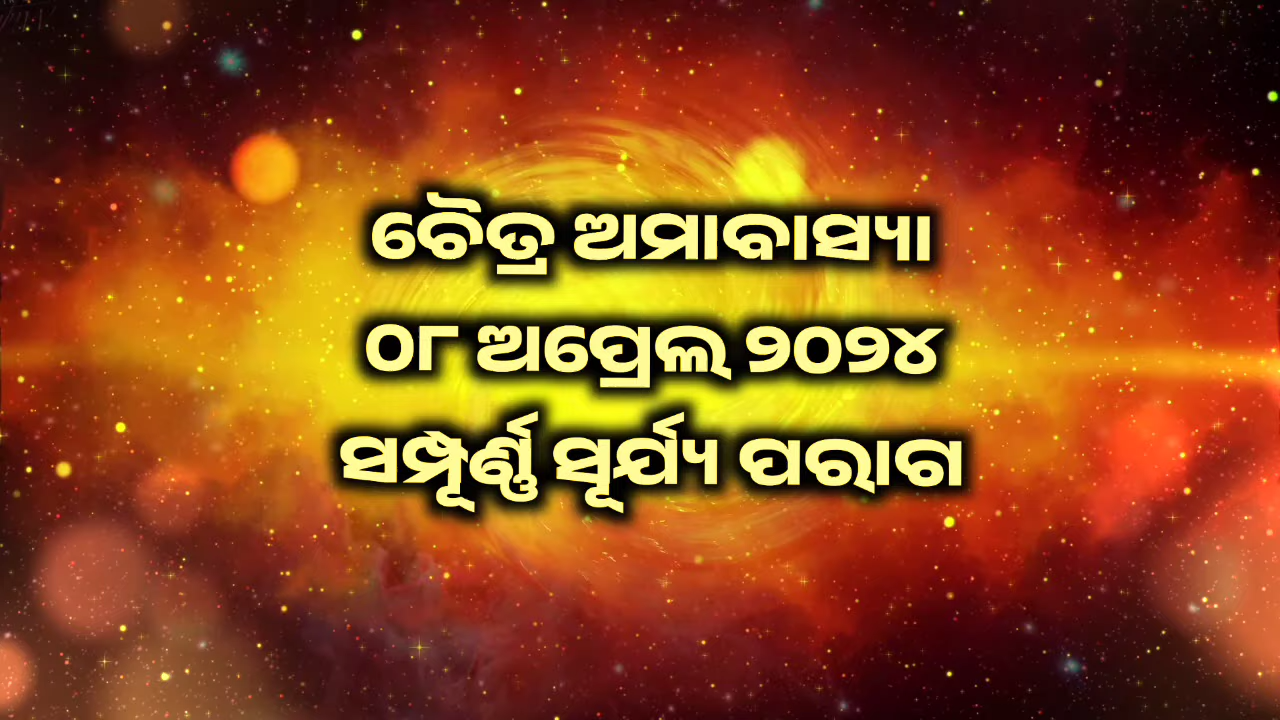 ଚୈତ୍ର ଅମାବାସ୍ୟା
୦୮ ଅପ୍ରେଲ ୨୦୨୪
ସମ୍ପୂର୍ଣ୍ଣ ସୂର୍ଯ୍ୟ ପରାଗ